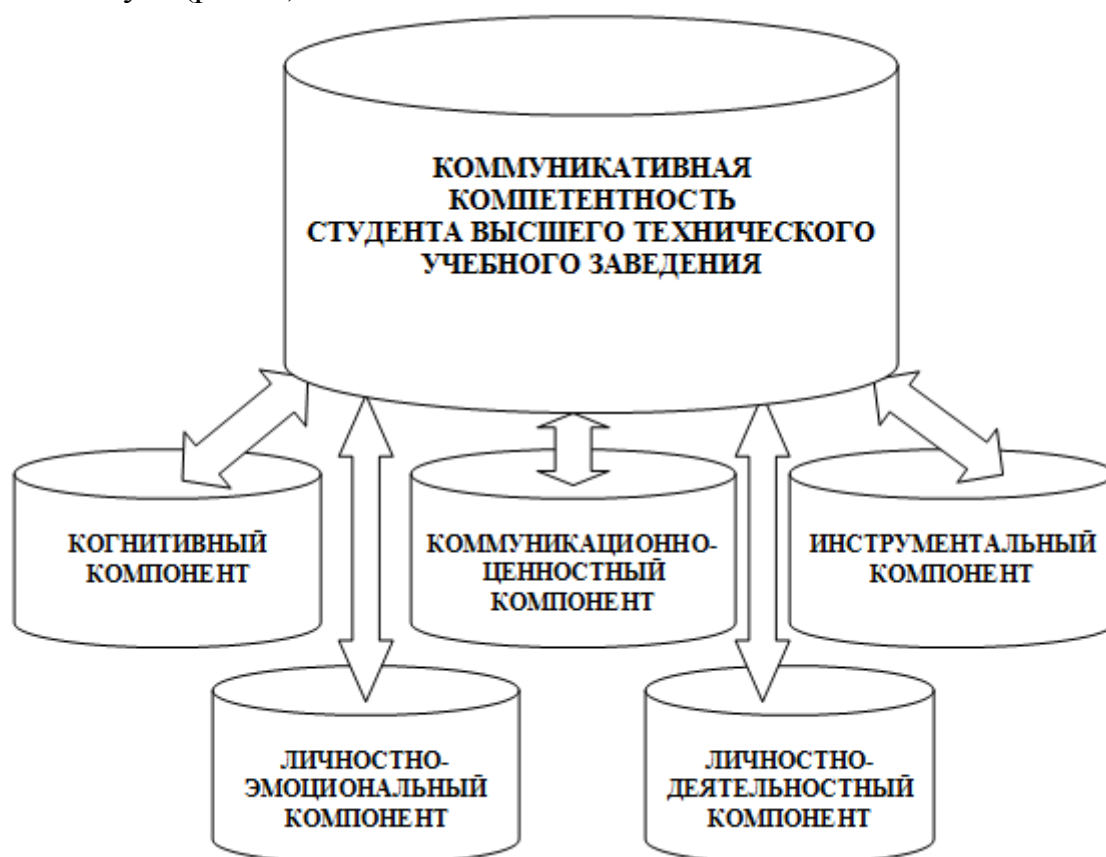 КОММУНИКАТИВНАЯ
КОМПЕТЕНТНОСТЬ
СТУДЕНТА ВЫСШЕГО ТЕХНИЧЕСКОГО
УЧЕБНОГО ЗАВЕДЕНИЯ
КОГНИТИВНЫЙ
КОМПОНЕНТ
КОММУНИКАЦИОННО-
ЦЕННОСТНЫЙ
КОМПОНЕНТ
ИНСТРУМЕНТАЛЬНЫЙ
КОМПОНЕНТ
ЛИЧНОСТНО-
ЭМОЦИОНАЛЬНЫЙ
КОМПОНЕНТ
ЛИЧНОСТНО-
ДЕЯТЕЛЬНОСТНЫЙ
КОМПОНЕНТ